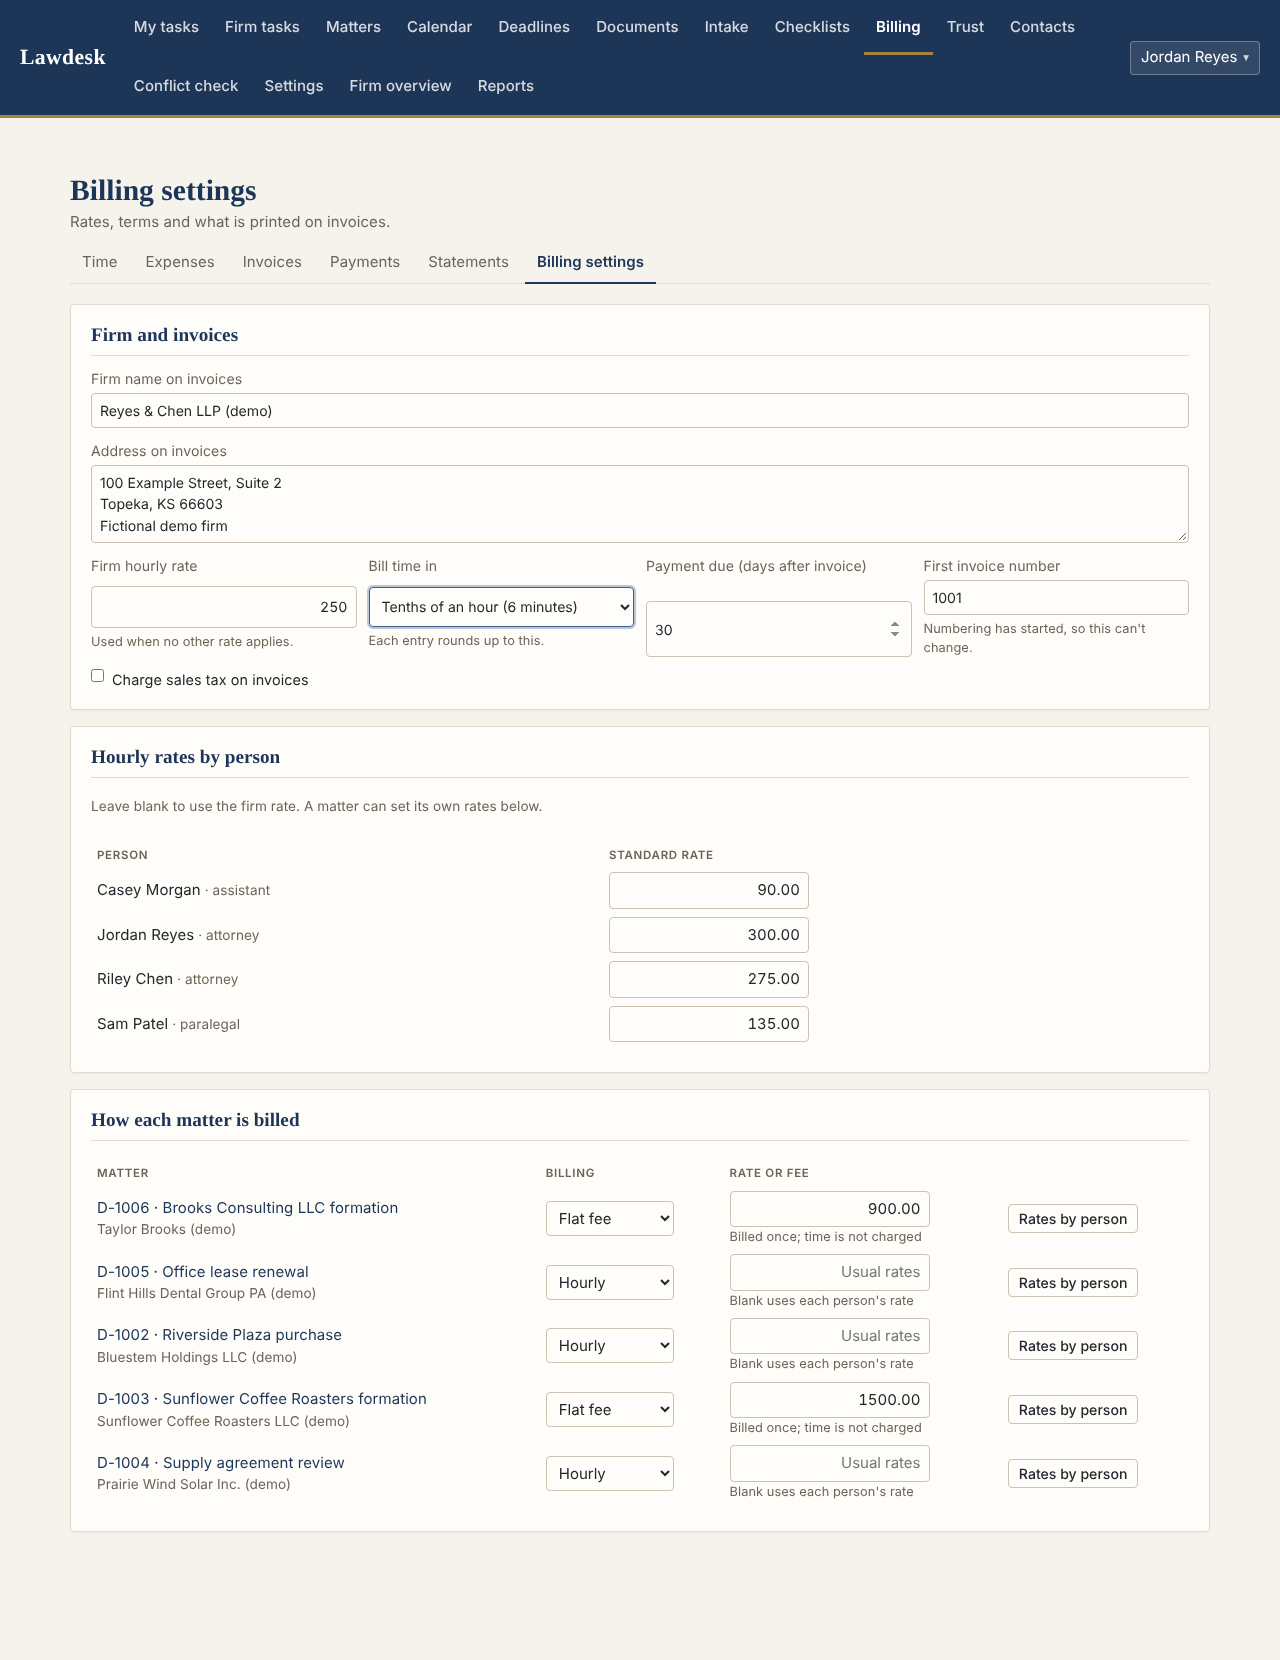 Lawdesk
My tasks Firm tasks Matters Calendar Deadlines Documents Intake Checklists Billing Trust Contacts
Conflict check Settings Firm overview Reports
Jordan Reyes ▾
Billing settings
Rates, terms and what is printed on invoices.
Time Expenses Invoices Payments Statements Billing settings
Firm and invoices
Firm name on invoices
Reyes & Chen LLP (demo)
Address on invoices
100 Example Street, Suite 2
Topeka, KS 66603
Fictional demo firm
Firm hourly rate Bill time in Payment due (days after invoice) First invoice number
250 Tenths of an hour (6 minutes) 30 1001
Used when no other rate applies. Each entry rounds up to this. Numbering has started, so this can't
change.
Charge sales tax on invoices
Hourly rates by person
Leave blank to use the firm rate. A matter can set its own rates below.
PERSON STANDARD RATE
Casey Morgan · assistant 90.00
Jordan Reyes · attorney 300.00
Riley Chen · attorney 275.00
Sam Patel · paralegal 135.00
How each matter is billed
MATTER BILLING RATE OR FEE
D-1006 · Brooks Consulting LLC formation Flat fee 900.00 Rates by person
Taylor Brooks (demo) Billed once; time is not charged
D-1005 · Office lease renewal Hourly Usual rates Rates by person
Flint Hills Dental Group PA (demo) Blank uses each person's rate
D-1002 · Riverside Plaza purchase Hourly Usual rates Rates by person
Bluestem Holdings LLC (demo) Blank uses each person's rate
D-1003 · Sunflower Coffee Roasters formation Flat fee 1500.00 Rates by person
Sunflower Coffee Roasters LLC (demo) Billed once; time is not charged
D-1004 · Supply agreement review Hourly Usual rates Rates by person
Prairie Wind Solar Inc. (demo) Blank uses each person's rate